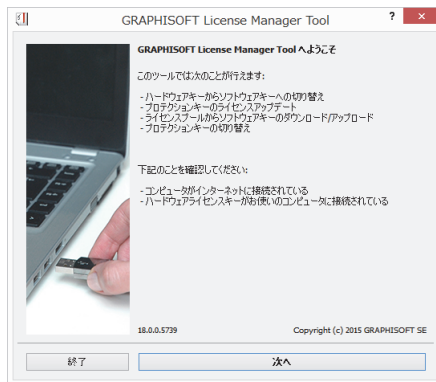 GRAPHISOFT License Manager Tool
?
×
GRAPHISOFT License Manager Tool へようこそ
このツールでは次のことが行えます:
- ハードウェアキーからソフトウェアキーへの切り替え
- プロテクションキーのライセンスアップデート
- ライセンスプールからソフトウェアキーのダウンロード/アップロード
- プロテクションキーの切り替え
下記のことを確認してください:
- コンピュータがインターネットに接続されている
- ハードウェアライセンスキーがお使いのコンピュータに接続されている
18.0.0.5739
Copyright (c) 2015 GRAPHISOFT SE
終了
次へ